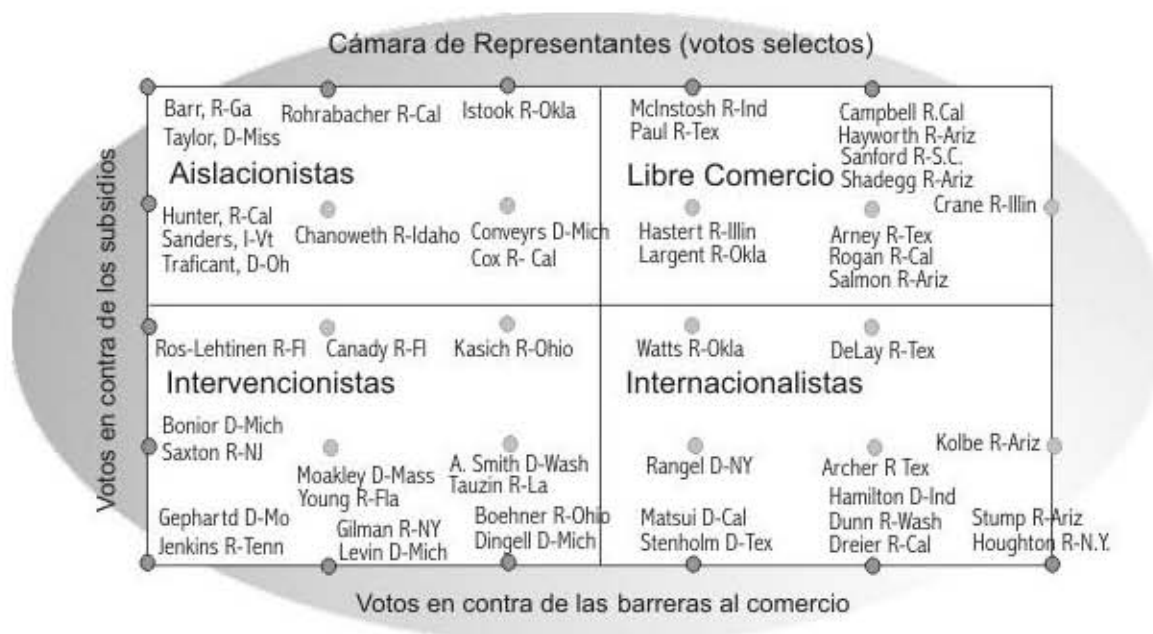 Cámara de Representantes (votos selectos)
Votos en contra de los subsidios
Barr, R-Ga
Taylor, D-Miss
Rohrabacher R-Cal
Istook R-Okla
McInstosh R-Ind
Paul R-Tex
Campbell R.Cal
Hayworth R-Ariz
Sanford R-S.C.
Shadegg R-Ariz
Aislacionistas
Libre Comercio
Crane R-Illin
Hunter, R-Cal
Sanders, I-Vt
Traficant, D-Oh
Chanoweth R-Idaho
Conveyrs D-Mich
Cox R- Cal
Hastert R-Illin
Largent R-Okla
Arney R-Tex
Rogan R-Cal
Salmon R-Ariz
Ros-Lehtinen R-Fl
Canady R-Fl
Kasich R-Ohio
Watts R-Okla
DeLay R-Tex
Intervencionistas
Internacionalistas
Bonior D-Mich
Saxton R-NJ
Moakley D-Mass
Young R-Fla
A. Smith D-Wash
Tauzin R-La
Rangel D-NY
Archer R Tex
Kolbe R-Ariz
Gephartd D-Mo
Jenkins R-Tenn
Gilman R-NY
Levin D-Mich
Boehner R-Ohio
Dingell D-Mich
Matsui D-Cal
Stenholm D-Tex
Hamilton D-Ind
Dunn R-Wash
Dreier R-Cal
Stump R-Ariz
Houghton R-N.Y.
Votos en contra de las barreras al comercio